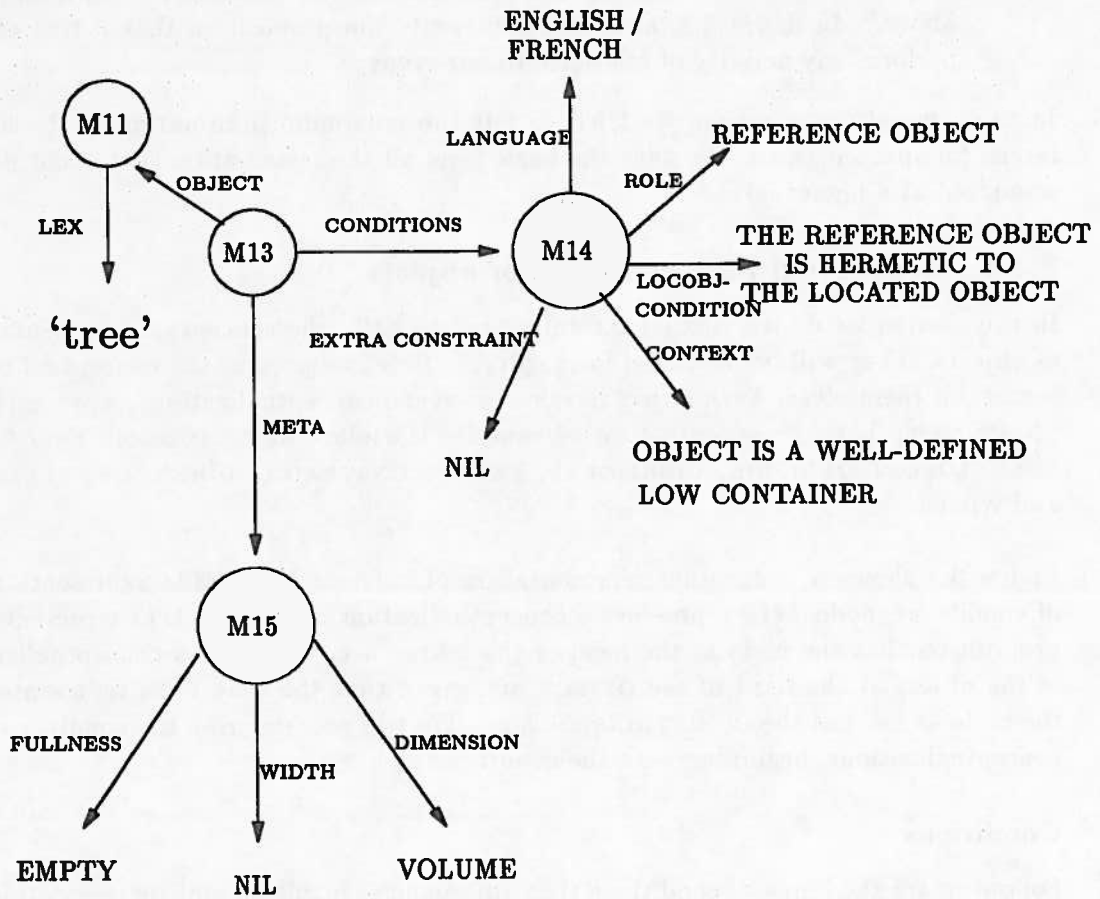 ENGLISH /
FRENCH
M11
LANGUAGE
REFERENCE OBJECT
OBJECT
ROLE
LEX
CONDITIONS
M13
M14
THE REFERENCE OBJECT
IS HERMETIC TO
THE LOCATED OBJECT
LOCOBJ-
CONDITION
'tree'
EXTRA CONSTRAINT
CONTEXT
META
NIL
OBJECT IS A WELL-DEFINED
LOW CONTAINER
M15
FULLNESS
WIDTH
DIMENSION
EMPTY
NIL
VOLUME